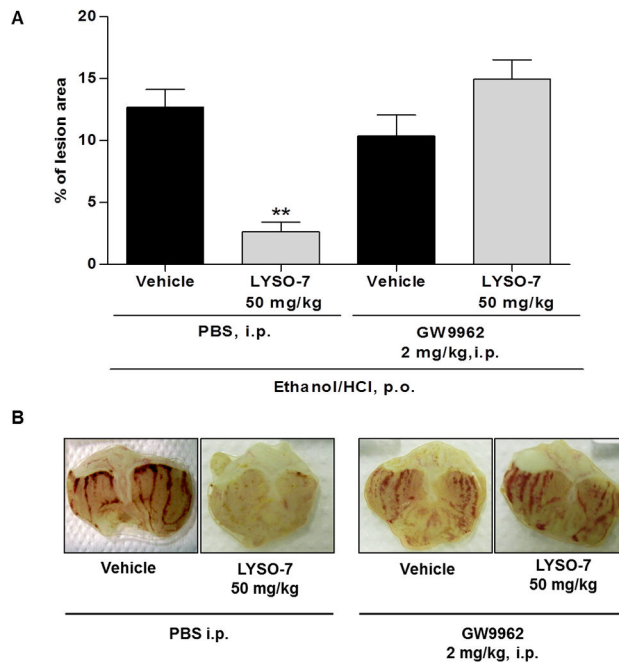 A
20
15
10
5
0
% of lesion area
**
Vehicle
LYSO-7
50 mg/kg
Vehicle
LYSO-7
50 mg/kg
PBS, i.p.
GW9962
2 mg/kg,i.p.
Ethanol/HCl, p.o.
B
Vehicle
LYSO-7
50 mg/kg
Vehicle
LYSO-7
50 mg/kg
PBS i.p.
GW9962
2 mg/kg, i.p.